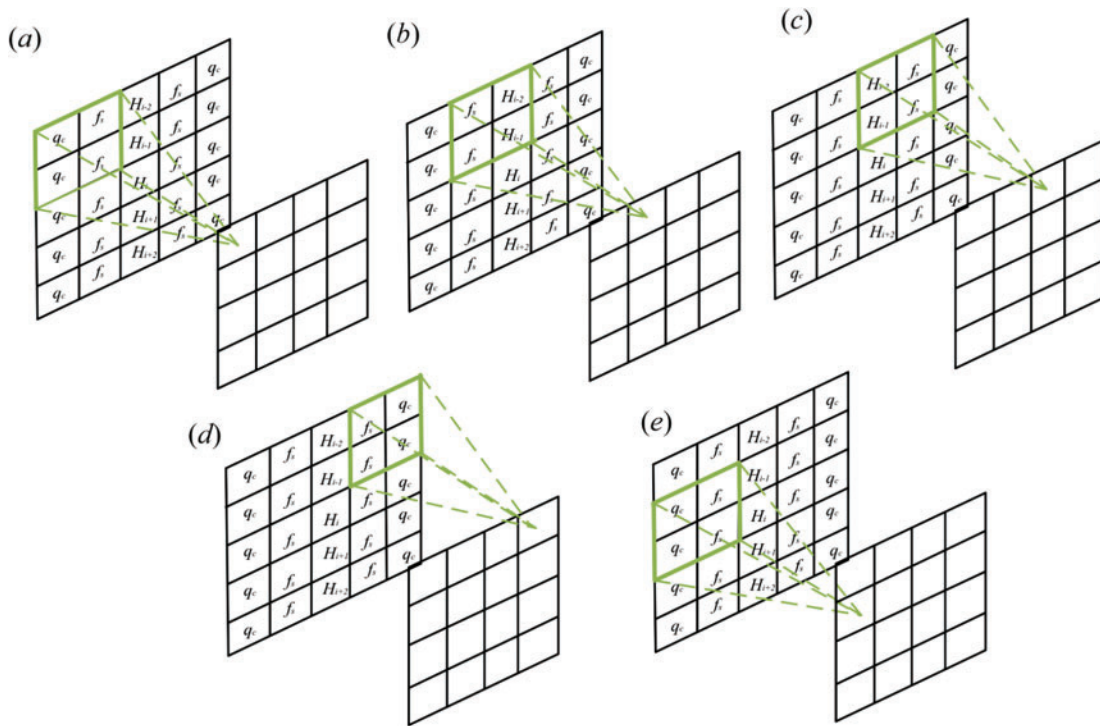 (a)
qc fs Hi-2 fs qc
qc fs Hi-1 fs qc
qc fs Hi fs qc
qc fs Hi+1 fs qc
qc fs Hi+2 fs qc
(b)
qc fs Hi-2 fs qc
qc fs Hi-1 fs qc
qc fs Hi fs qc
qc fs Hi+1 fs qc
qc fs Hi+2 fs qc
(c)
qc fs Hi-2 fs qc
qc fs Hi-1 fs qc
qc fs Hi fs qc
qc fs Hi+1 fs qc
qc fs Hi+2 fs qc
(d)
qc fs Hi-2 fs qc
qc fs Hi-1 fs qc
qc fs Hi fs qc
qc fs Hi+1 fs qc
qc fs Hi+2 fs qc
(e)
qc fs Hi-2 fs qc
qc fs Hi-1 fs qc
qc fs Hi fs qc
qc fs Hi+1 fs qc
qc fs Hi+2 fs qc